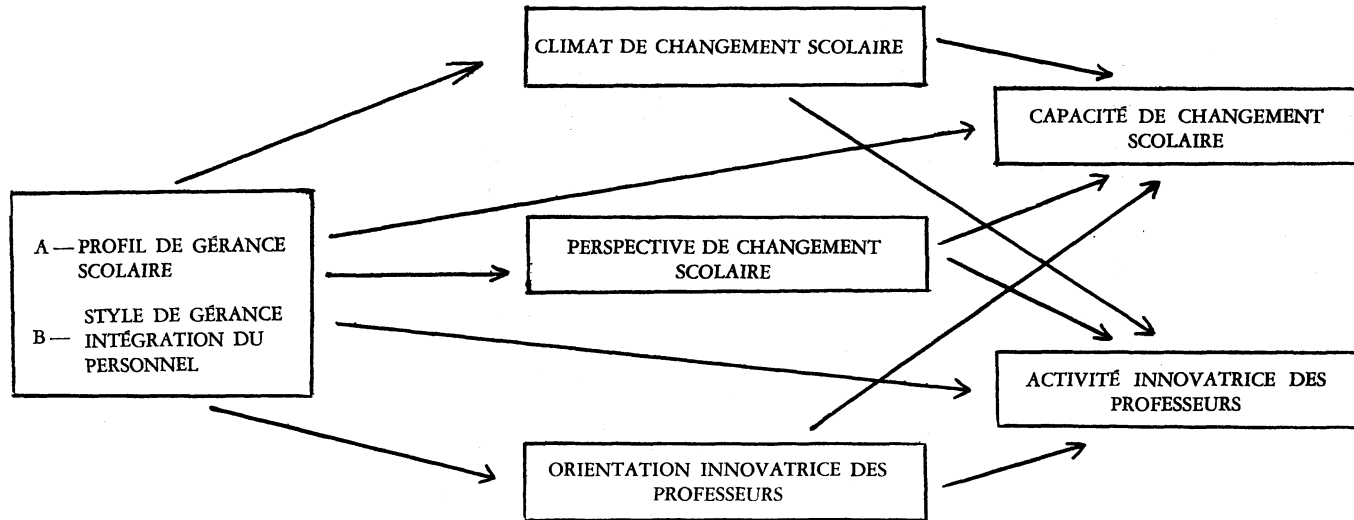 CLIMAT DE CHANGEMENT SCOLAIRE
CAPACITÉ DE CHANGEMENT
SCOLAIRE
A — PROFIL DE GÉRANCE
SCOLAIRE
B — STYLE DE GÉRANCE
INTÉGRATION DU
PERSONNEL
PERSPECTIVE DE CHANGEMENT
SCOLAIRE
ACTIVITÉ INNOVATRICE DES
PROFESSEURS
ORIENTATION INNOVATRICE DES
PROFESSEURS